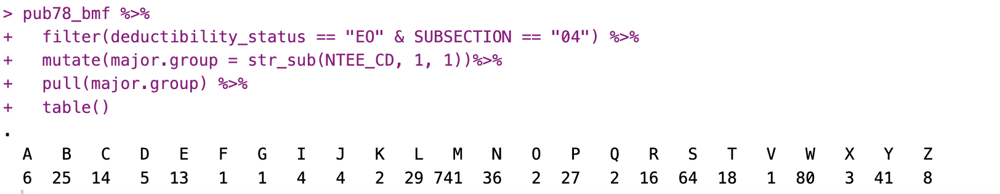 > pub78_bmf %>%
+   filter(deductibility_status == "EO" & SUBSECTION == "04") %>%
+   mutate(major.group = str_sub(NTEE_CD, 1, 1))%>%
+   pull(major.group) %>%
+   table()
.
  A   B   C   D   E   F   G   I   J   K   L   M   N   O   P   Q   R   S   T   V   W   X   Y   Z
  6  25  14   5  13   1   1   4   4   2  29 741  36   2  27   2  16  64  18   1  80   3  41   8